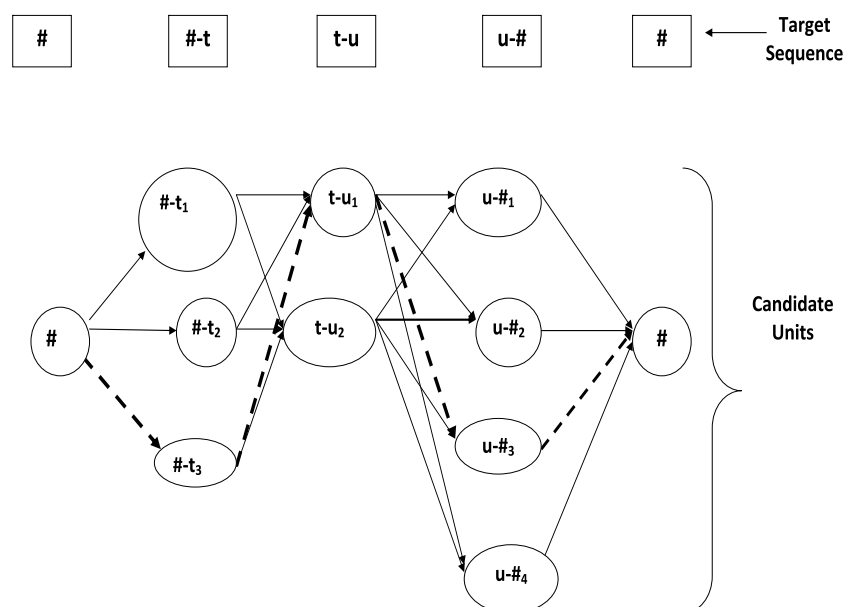 # #-t t-u u-# #
Target
Sequence
#-t₁ t-u₁ u-#₁
# #-t₂ t-u₂ u-#₂ #
Candidate
Units
#-t₃ u-#₃
u-#₄